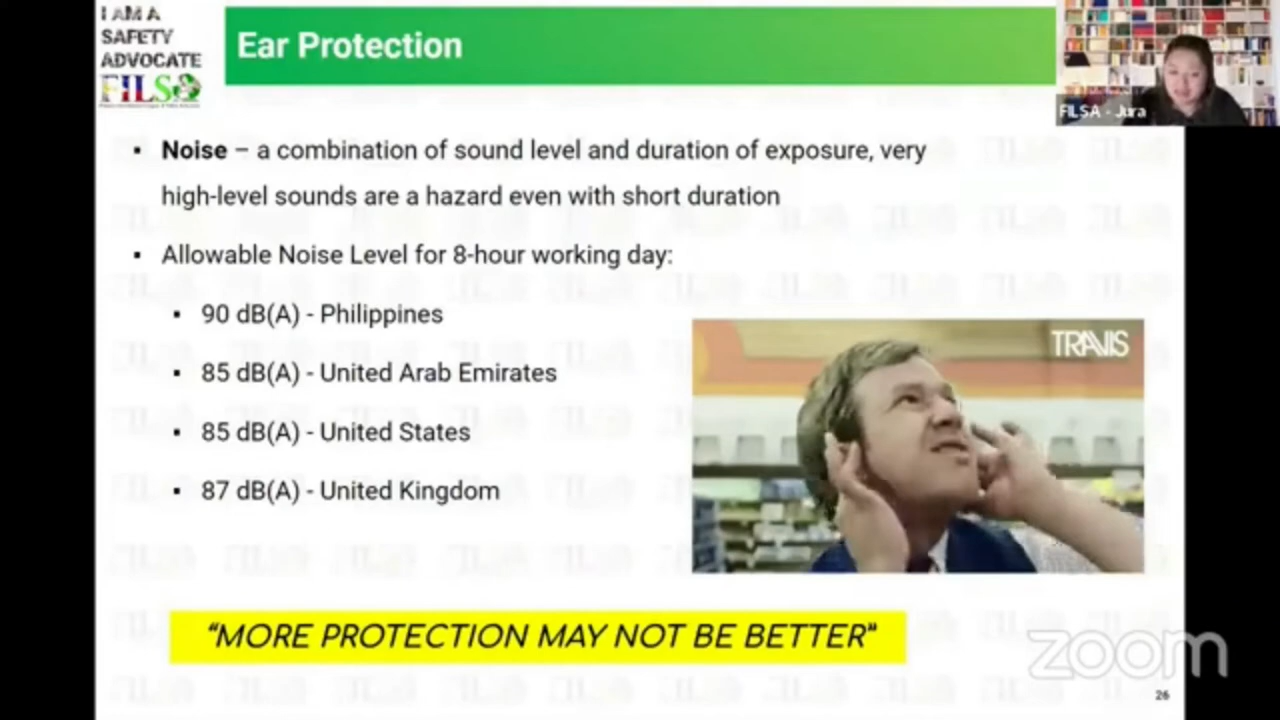 I AM A
SAFETY
ADVOCATE
FILSA
Ear Protection
FILSA - Jura
▪ Noise – a combination of sound level and duration of exposure, very
high-level sounds are a hazard even with short duration
▪ Allowable Noise Level for 8-hour working day:
▪ 90 dB(A) - Philippines
▪ 85 dB(A) - United Arab Emirates
▪ 85 dB(A) - United States
▪ 87 dB(A) - United Kingdom
TRAVIS
“MORE PROTECTION MAY NOT BE BETTER”
zoom
26